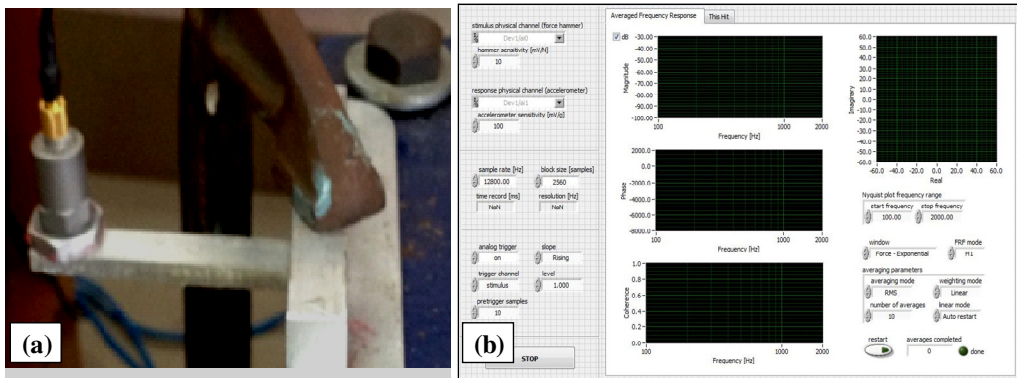 (a)
Averaged Frequency Response
This Hit
stimulus physical channel (force hammer)
Dev1/ai0
hammer sensitivity [mV/N]
10
response physical channel (accelerometer)
Dev1/ai1
accelerometer sensitivity [mV/g]
100
sample rate [Hz]
block size [samples]
12800.00
2560
time record [ms]
resolution [Hz]
NaN
NaN
analog trigger
slope
on
Rising
trigger channel
level
stimulus
1.000
pretrigger samples
10
(b)
STOP
dB
Magnitude
-30.00
-40.00
-50.00
-60.00
-70.00
-80.00
-90.00
-100.00
100
1000
2000
Frequency [Hz]
Phase
2000.0
0.0
-2000.0
-4000.0
-6000.0
-8000.0
100
1000
2000
Frequency [Hz]
Coherence
1.0
0.8
0.6
0.4
0.2
0.0
100
1000
2000
Frequency [Hz]
Imaginary
60.0
50.0
40.0
30.0
20.0
10.0
0.0
-10.0
-20.0
-30.0
-40.0
-50.0
-60.0
-60.0 -40.0 -20.0 0.0 20.0 40.0 60.0
Real
Nyquist plot frequency range
start frequency
stop frequency
100.00
2000.00
window
FRF mode
Force - Exponential
H1
averaging parameters
averaging mode
weighting mode
RMS
Linear
number of averages
linear mode
10
Auto restart
restart
averages completed
0
done